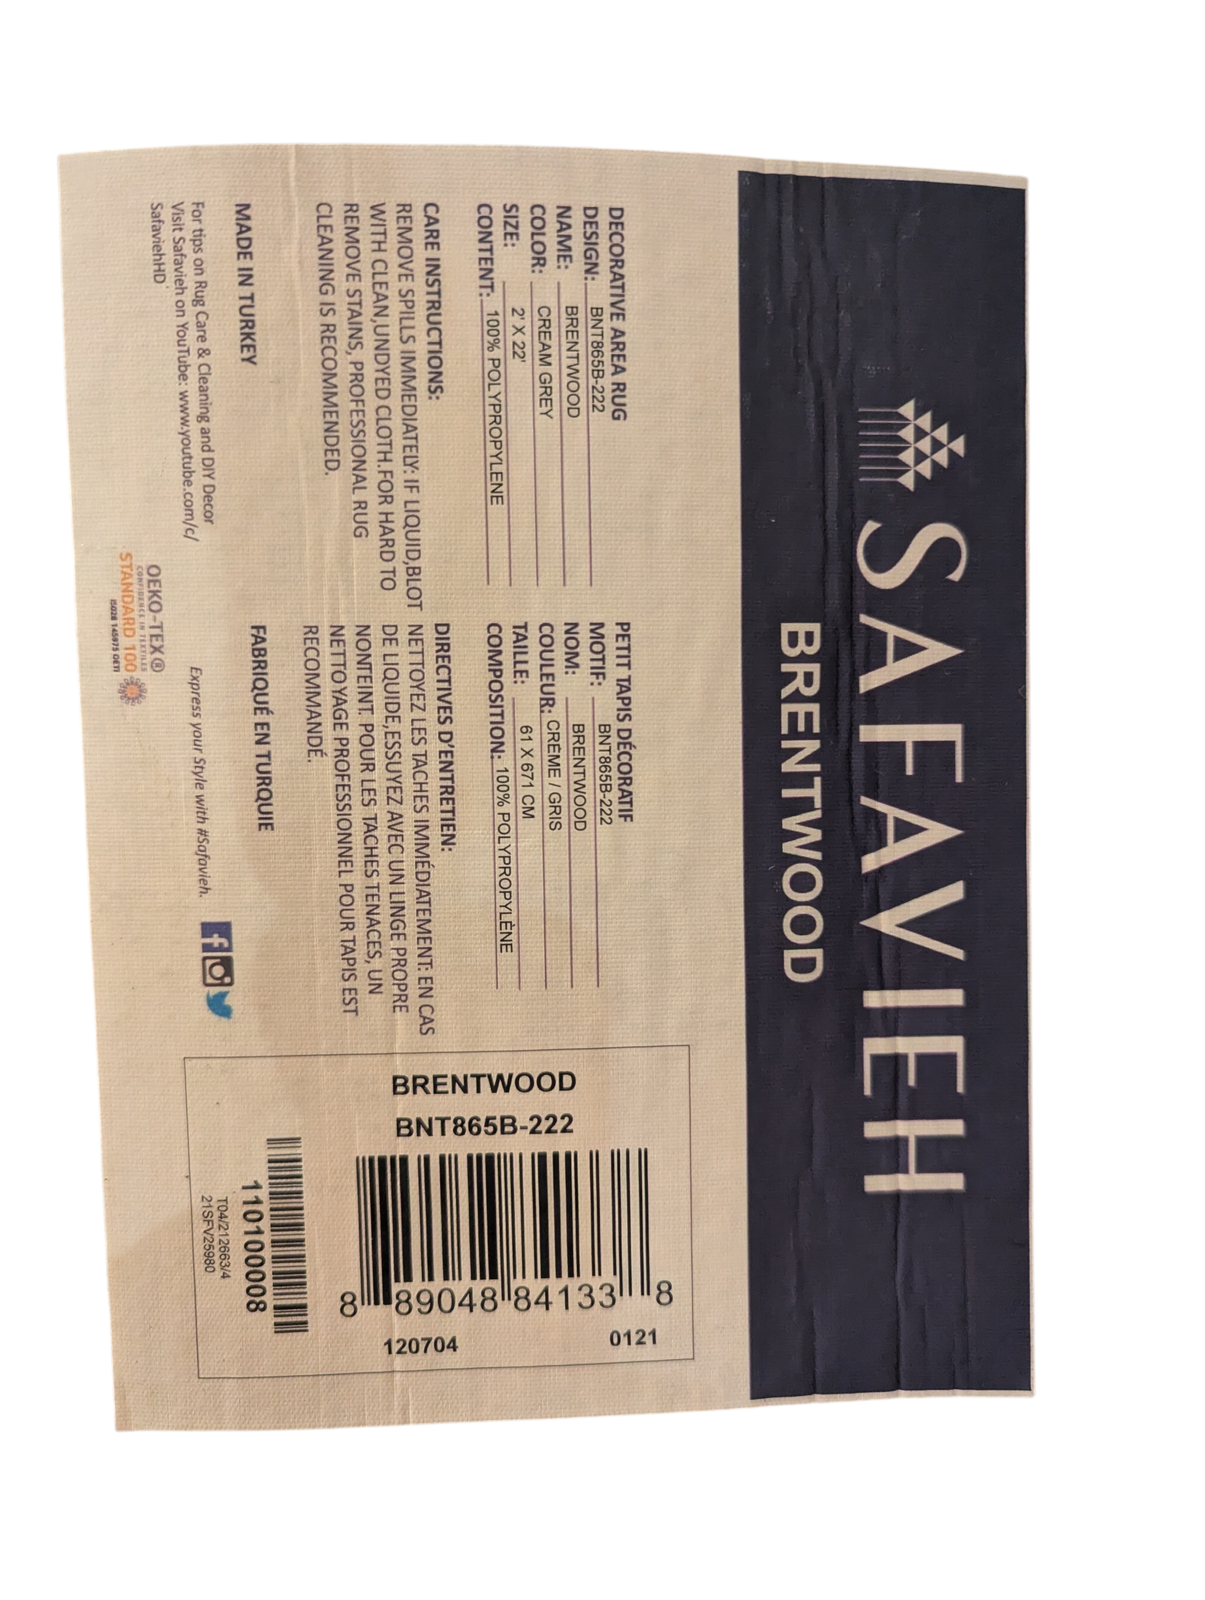 SAFAVIEH
BRENTWOOD
DECORATIVE AREA RUG
DESIGN: BNT865B-222
NAME: BRENTWOOD
COLOR: CREAM GREY
SIZE: 2' X 22'
CONTENT: 100% POLYPROPYLENE
CARE INSTRUCTIONS:
REMOVE SPILLS IMMEDIATELY: IF LIQUID,BLOT
WITH CLEAN,UNDYED CLOTH.FOR HARD TO
REMOVE STAINS, PROFESSIONAL RUG
CLEANING IS RECOMMENDED.
MADE IN TURKEY
For tips on Rug Care & Cleaning and DIY Decor
Visit Safavieh on YouTube: www.youtube.com/c/
SafaviehHD
PETIT TAPIS DÉCORATIF
MOTIF: BNT865B-222
NOM: BRENTWOOD
COULEUR: CRÈME / GRIS
TAILLE: 61 X 671 CM
COMPOSITION: 100% POLYPROPYLÈNE
DIRECTIVES D'ENTRETIEN:
NETTOYEZ LES TACHES IMMÉDIATEMENT: EN CAS
DE LIQUIDE,ESSUYEZ AVEC UN LINGE PROPRE
NONTEINT. POUR LES TACHES TENACES, UN
NETTOYAGE PROFESSIONNEL POUR TAPIS EST
RECOMMANDÉ.
FABRIQUÉ EN TURQUIE
Express your Style with #Safavieh.
OEKO-TEX®
CONFIDENCE IN TEXTILES
STANDARD 100
BRENTWOOD
BNT865B-222
8 89048 84133 8
120704 0121
110100008
T04/212663/4
21SFV25980